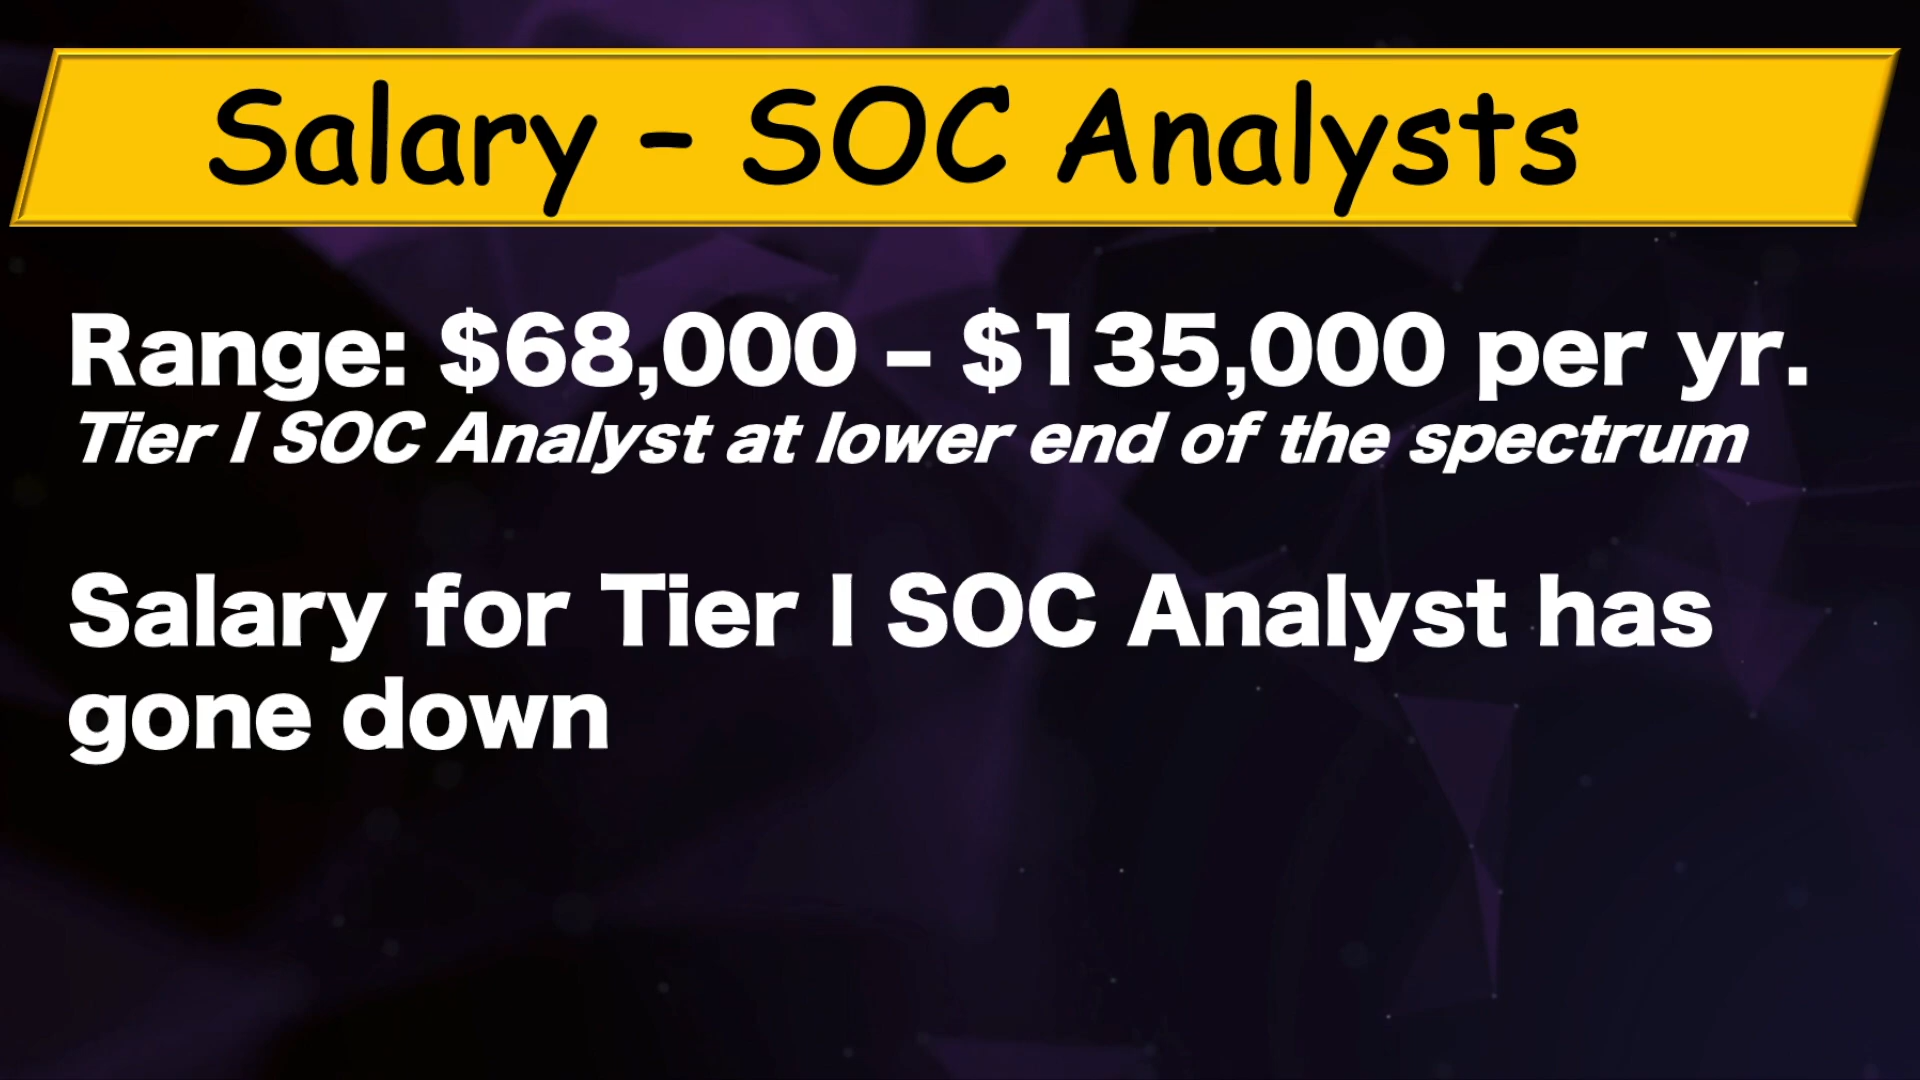 Salary – SOC Analysts
Range: $68,000 – $135,000 per yr.
Tier I SOC Analyst at lower end of the spectrum
Salary for Tier I SOC Analyst has
gone down